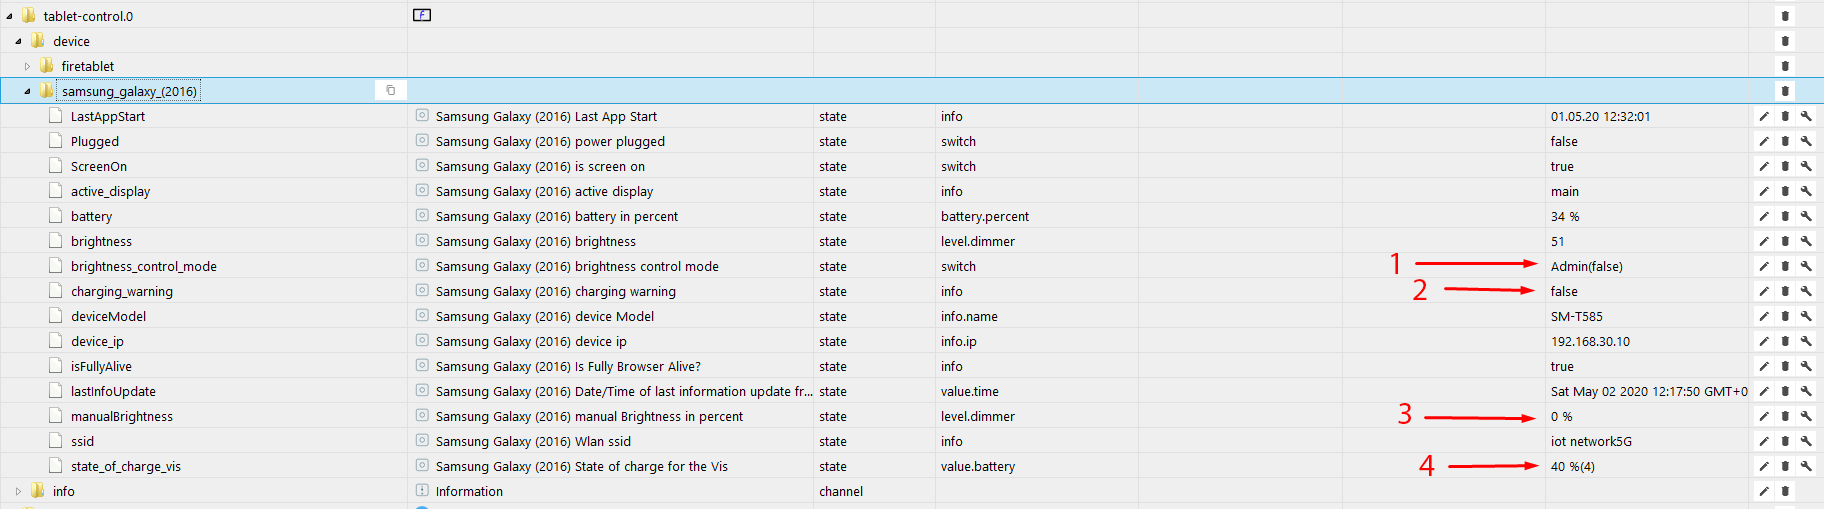 tablet-control.0
device
firetablet
samsung_galaxy_(2016)
LastAppStart Samsung Galaxy (2016) Last App Start state info 01.05.20 12:32:01
Plugged Samsung Galaxy (2016) power plugged state switch false
ScreenOn Samsung Galaxy (2016) is screen on state switch true
active_display Samsung Galaxy (2016) active display state info main
battery Samsung Galaxy (2016) battery in percent state battery.percent 34 %
brightness Samsung Galaxy (2016) brightness state level.dimmer 51
brightness_control_mode Samsung Galaxy (2016) brightness control mode state switch 1 Admin(false)
charging_warning Samsung Galaxy (2016) charging warning state info 2 false
deviceModel Samsung Galaxy (2016) device Model state info.name SM-T585
device_ip Samsung Galaxy (2016) device ip state info.ip 192.168.30.10
isFullyAlive Samsung Galaxy (2016) Is Fully Browser Alive? state info true
lastInfoUpdate Samsung Galaxy (2016) Date/Time of last information update fr... state value.time Sat May 02 2020 12:17:50 GMT+0
manualBrightness Samsung Galaxy (2016) manual Brightness in percent state level.dimmer 3 0 %
ssid Samsung Galaxy (2016) Wlan ssid state info iot network5G
state_of_charge_vis Samsung Galaxy (2016) State of charge for the Vis state value.battery 4 40 %(4)
info Information channel